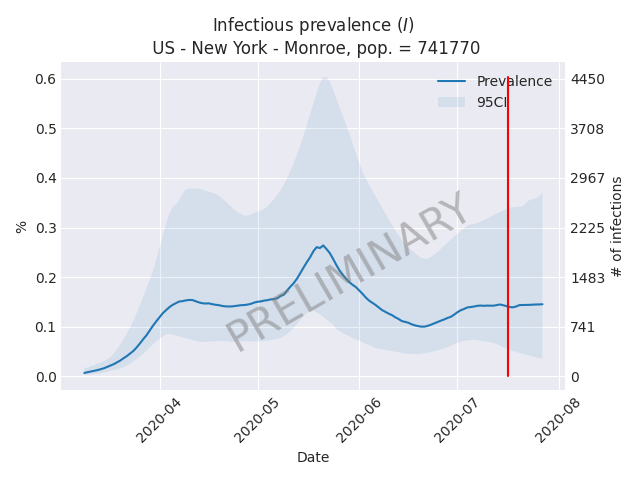 Infectious prevalence (I)
US - New York - Monroe, pop. = 741770
Prevalence
95CI
0.6
0.5
0.4
0.3
0.2
0.1
0.0
%
4450
3708
2967
2225
1483
741
0
# of infections
PRELIMINARY
2020-04
2020-05
2020-06
2020-07
2020-08
Date